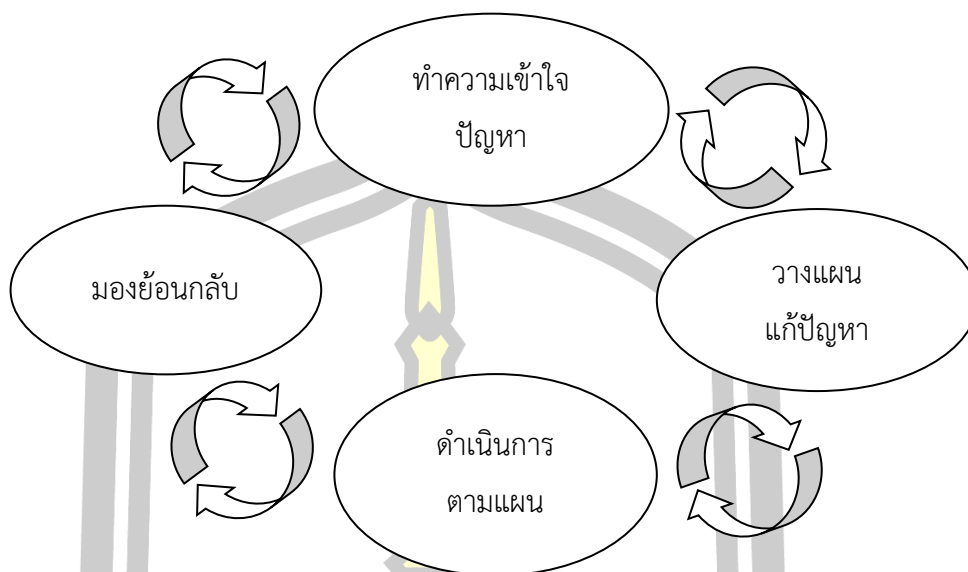 ทำความเข้าใจ
ปัญหา
มองย้อนกลับ
วางแผน
แก้ปัญหา
ดำเนินการ
ตามแผน